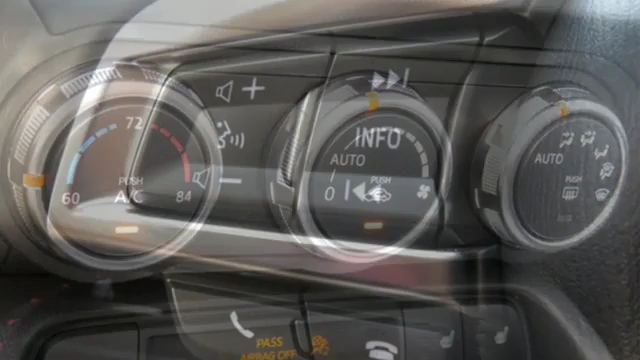 72
60
84
PUSH
A/C
+
-
INFO
AUTO
0
PUSH
AUTO
PUSH
PASS
AIRBAG OFF